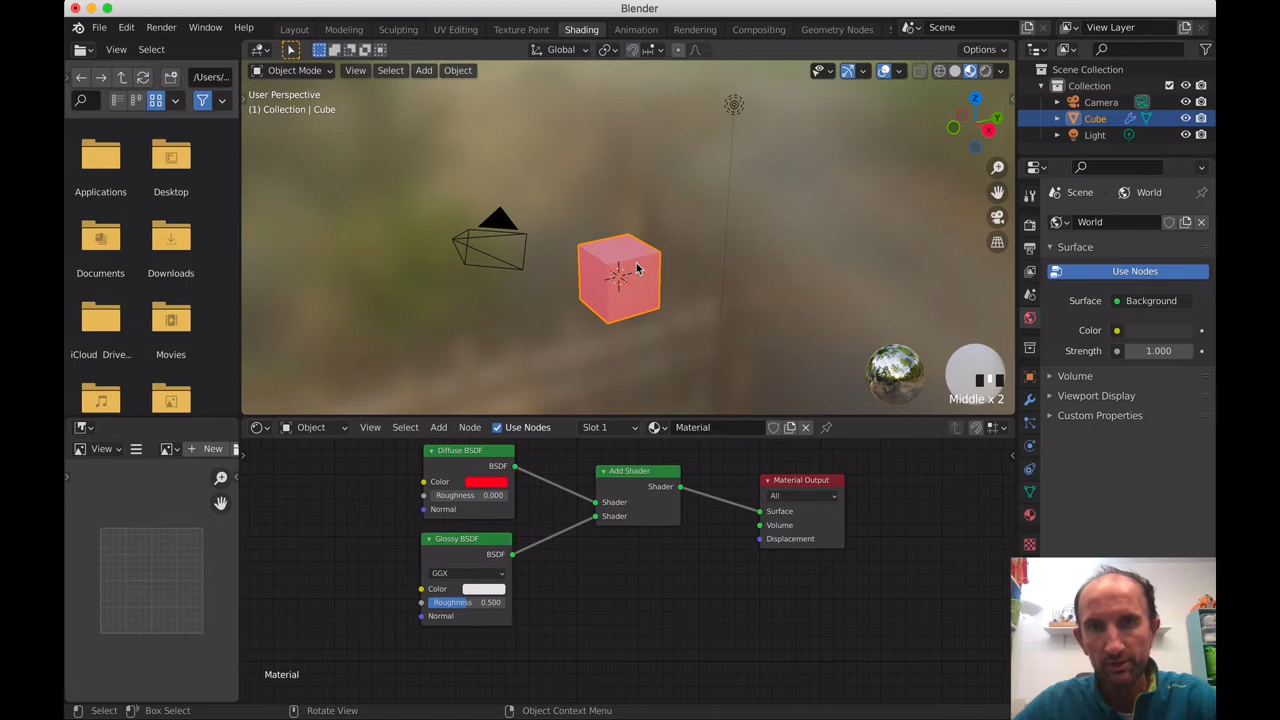 Blender
File Edit Render Window Help
Layout Modeling Sculpting UV Editing Texture Paint Shading Animation Rendering Compositing Geometry Nodes
Scene
View Layer
View Select
Global
Options
/Users/...
Object Mode View Select Add Object
User Perspective
(1) Collection | Cube
Z
Y
X
Applications
Desktop
Documents
Downloads
iCloud Drive...
Movies
Middle x 2
Scene Collection
Collection
Camera
Cube
Light
Scene
World
World
Surface
Use Nodes
Surface Background
Color
Strength 1.000
Volume
Viewport Display
Custom Properties
View
New
Object View Select Add Node Use Nodes Slot 1 Material
Diffuse BSDF
BSDF
Color
Roughness 0.000
Normal
Glossy BSDF
BSDF
GGX
Color
Roughness 0.500
Normal
Add Shader
Shader
Shader
Shader
Material Output
All
Surface
Volume
Displacement
Material
Select
Box Select
Rotate View
Object Context Menu